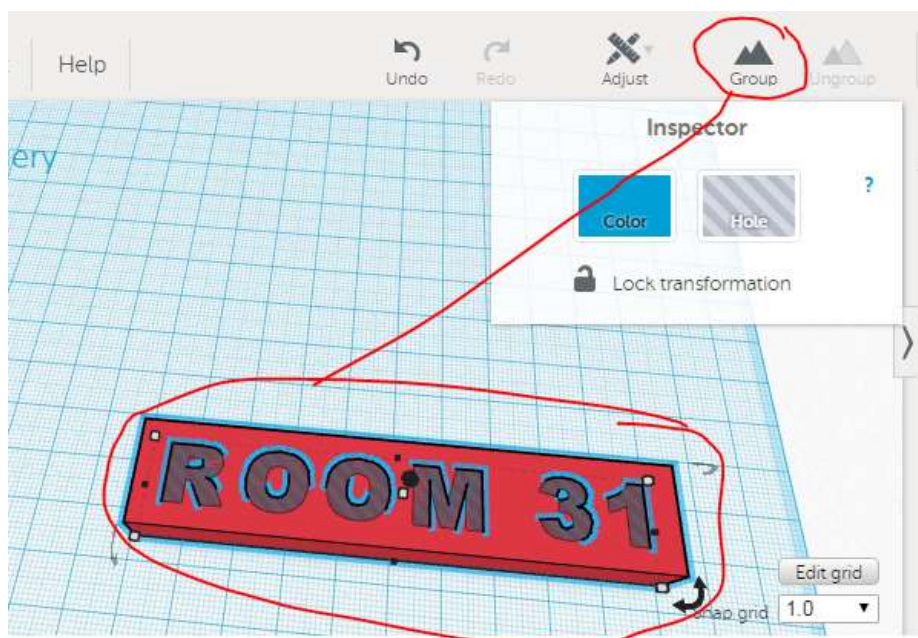 Help
Undo
Redo
Adjust
Group
Ungroup
Inspector
ery
Color
Hole
?
Lock transformation
ROOM 31
Edit grid
Snap grid 1.0